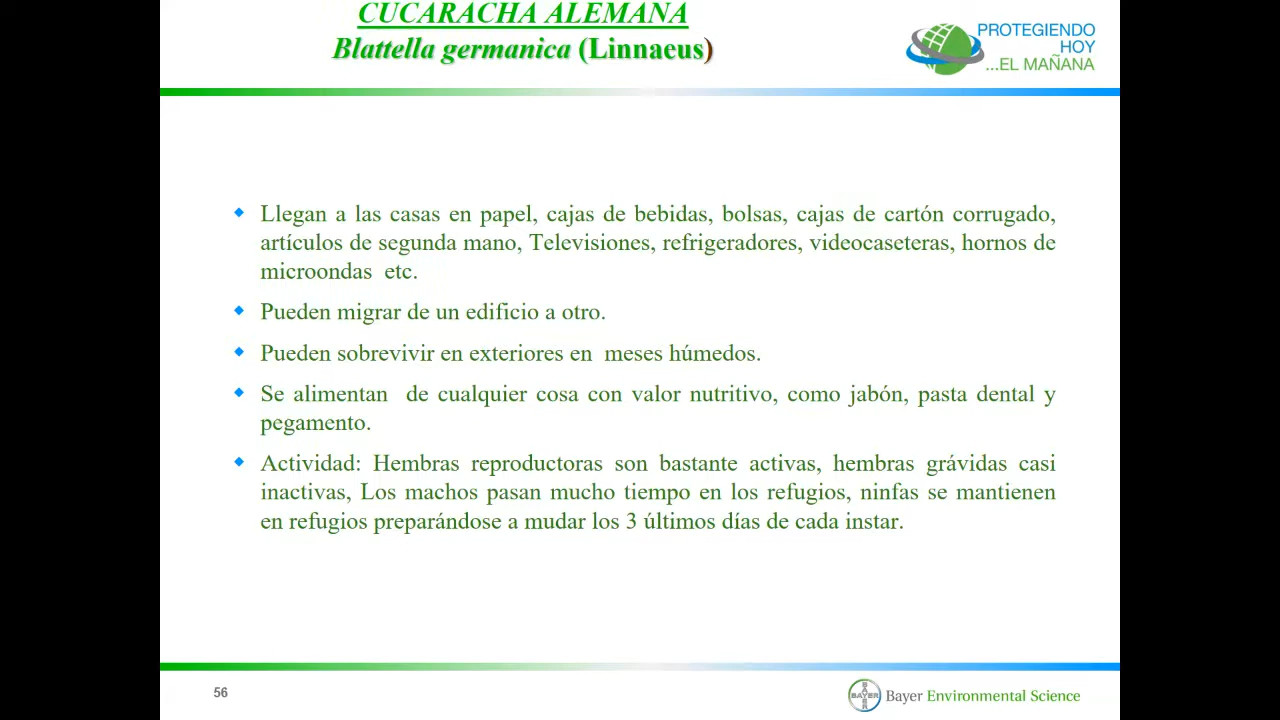 CUCARACHA ALEMANA
Blattella germanica (Linnaeus)
PROTEGIENDO
HOY
...EL MAÑANA
Llegan a las casas en papel, cajas de bebidas, bolsas, cajas de cartón corrugado,
artículos de segunda mano, Televisiones, refrigeradores, videocaseteras, hornos de
microondas etc.
Pueden migrar de un edificio a otro.
Pueden sobrevivir en exteriores en meses húmedos.
Se alimentan de cualquier cosa con valor nutritivo, como jabón, pasta dental y
pegamento.
Actividad: Hembras reproductoras son bastante activas, hembras grávidas casi
inactivas, Los machos pasan mucho tiempo en los refugios, ninfas se mantienen
en refugios preparándose a mudar los 3 últimos días de cada instar.
56
BAYER
Bayer Environmental Science